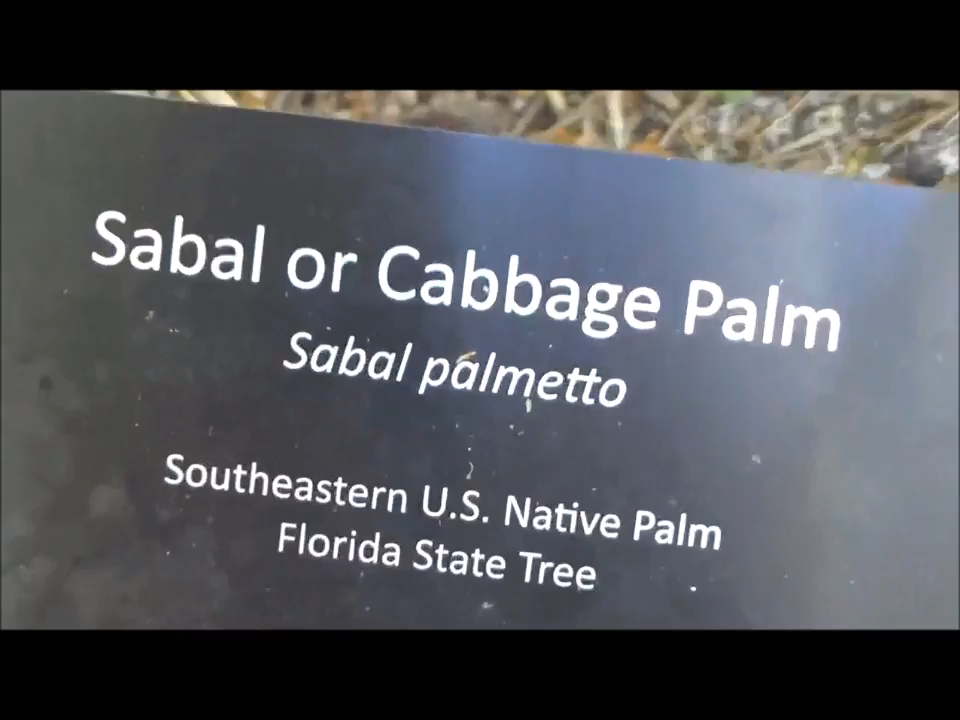 Sabal or Cabbage Palm
Sabal palmetto
Southeastern U.S. Native Palm
Florida State Tree